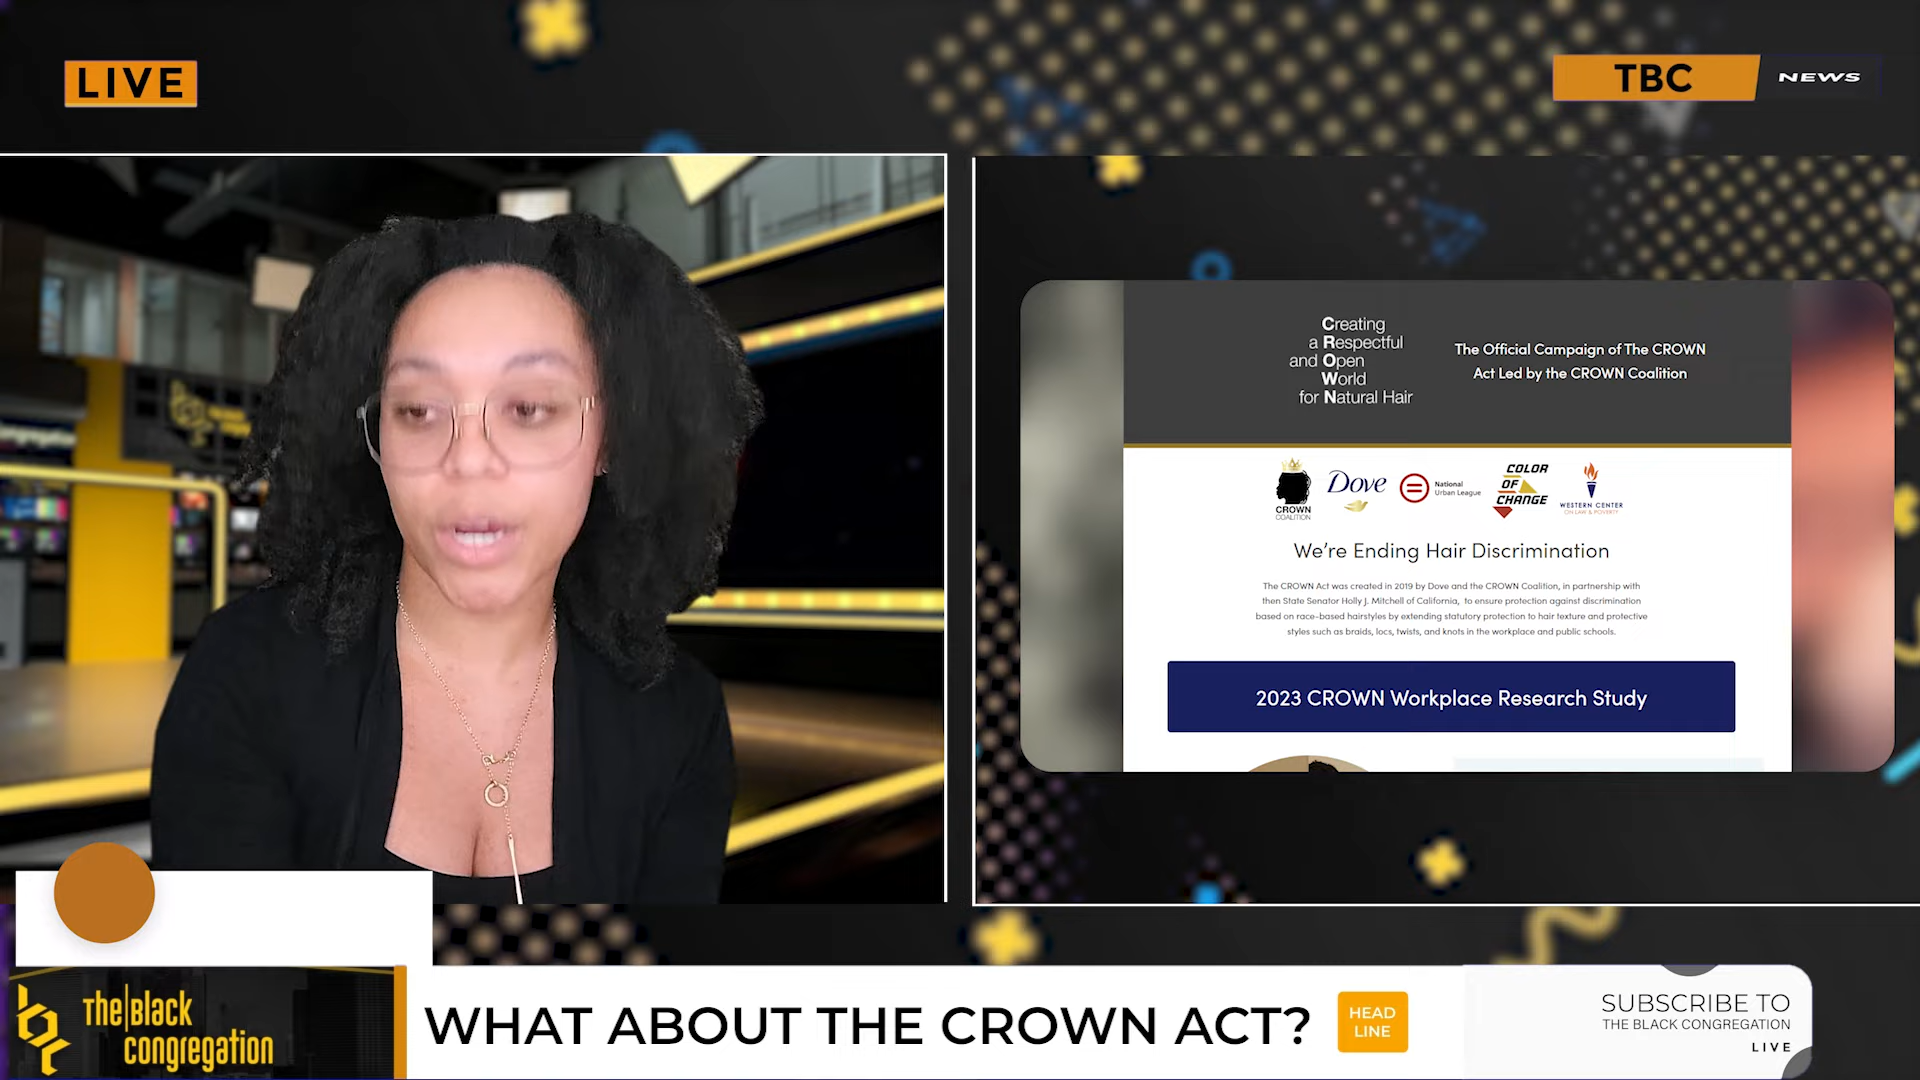 LIVE
TBC
NEWS
Creating
a Respectful
and Open
World
for Natural Hair
The Official Campaign of The CROWN
Act Led by the CROWN Coalition
CROWN
COALITION
Dove
National
Urban League
COLOR
OF
CHANGE
WESTERN CENTER
ON LAW & POVERTY
We're Ending Hair Discrimination
The CROWN Act was created in 2019 by Dove and the CROWN Coalition, in partnership with
then State Senator Holly J. Mitchell of California, to ensure protection against discrimination
based on race-based hairstyles by extending statutory protection to hair texture and protective
styles such as braids, locs, twists, and knots in the workplace and public schools.
2023 CROWN Workplace Research Study
The|Black
congregation
WHAT ABOUT THE CROWN ACT?
HEAD
LINE
SUBSCRIBE TO
THE BLACK CONGREGATION
LIVE